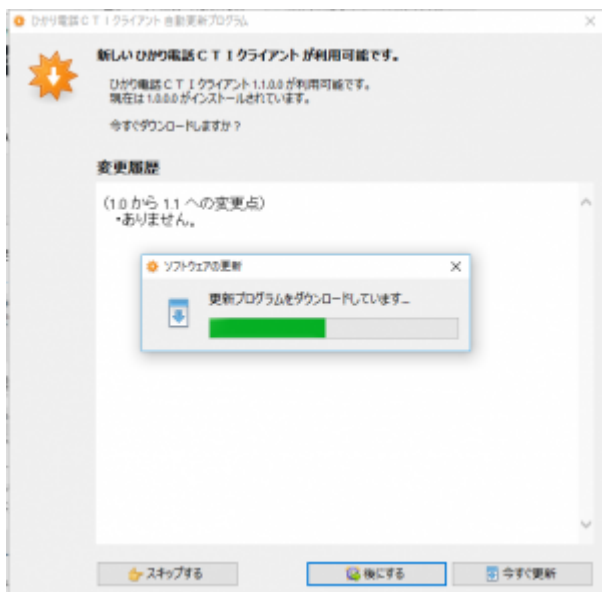 ひかり電話ＣＴＩクライアント 自動更新プログラム
新しい ひかり電話ＣＴＩクライアント が利用可能です。
ひかり電話ＣＴＩクライアント 1.1.0.0 が利用可能です。
現在は 1.0.0.0 がインストールされています。
今すぐダウンロードしますか？
変更履歴
(1.0 から 1.1 への変更点)
・ありません。
ソフトウェアの更新
更新プログラムをダウンロードしています...
スキップする
後にする
今すぐ更新